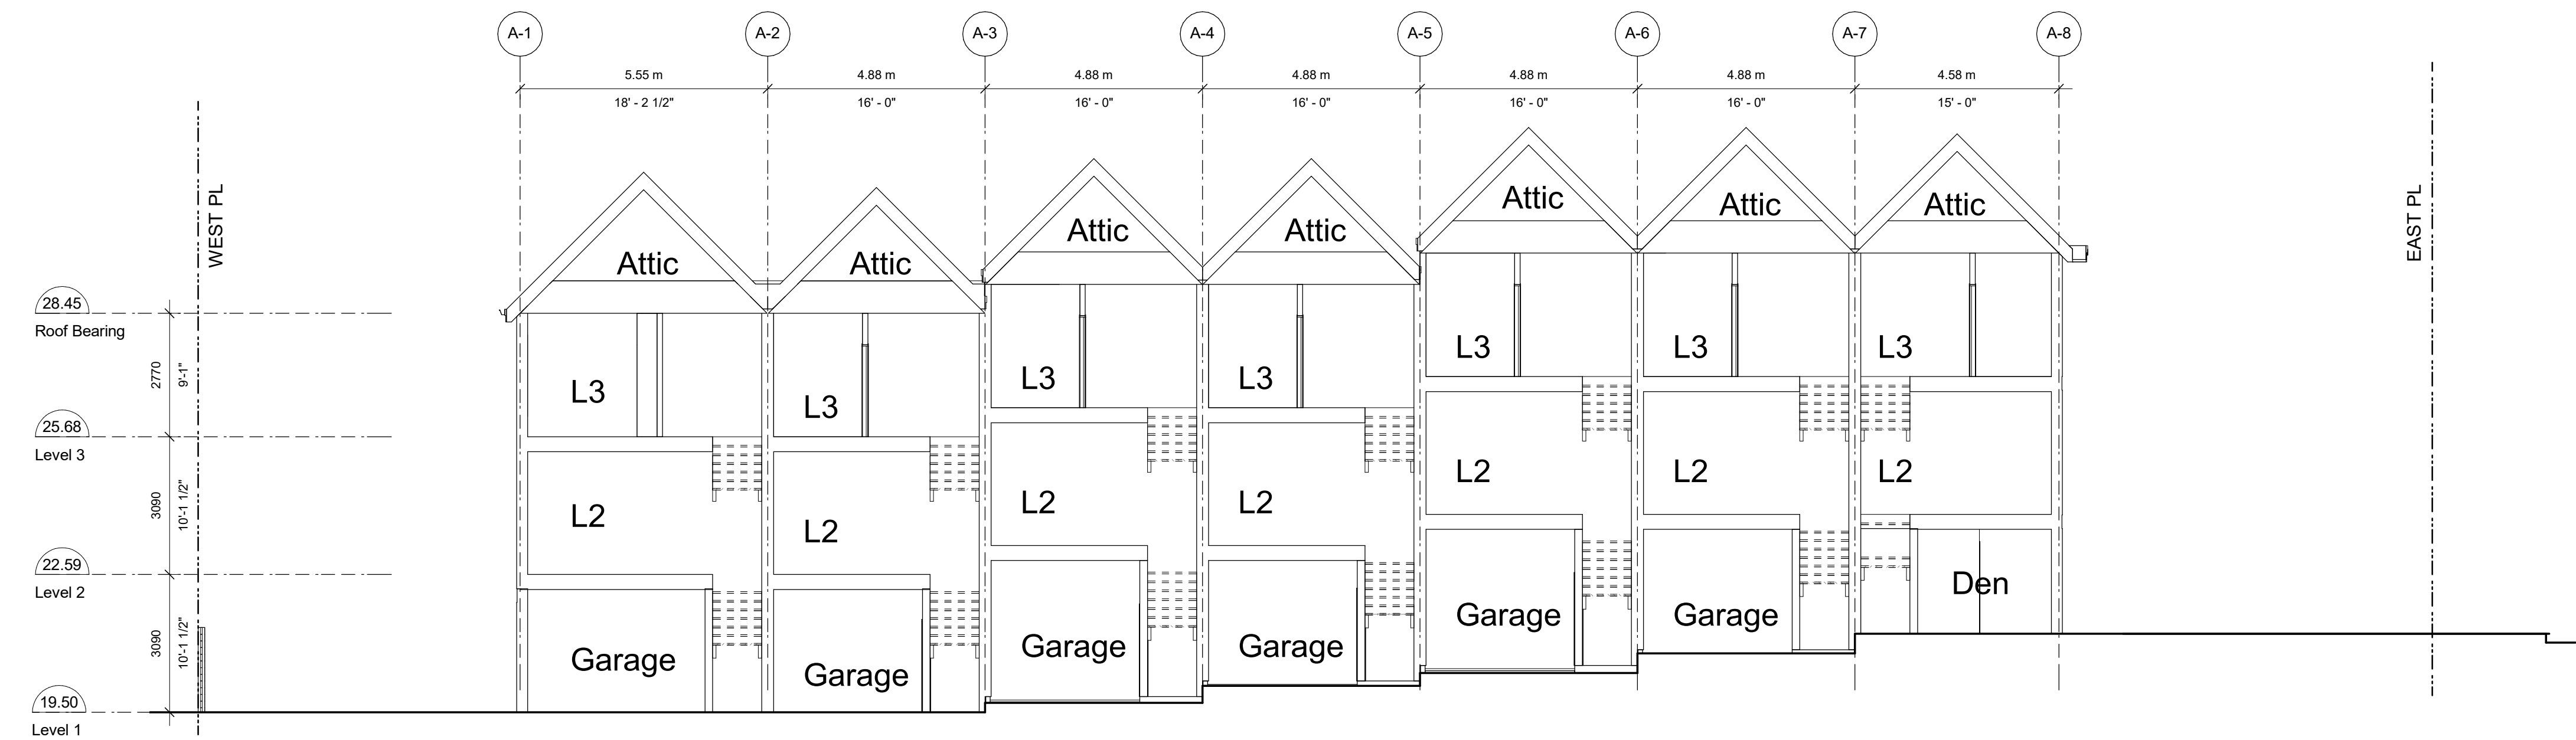 A-1 A-2 A-3 A-4 A-5 A-6 A-7 A-8
5.55 m 4.88 m 4.88 m 4.88 m 4.88 m 4.88 m 4.58 m
18' - 2 1/2" 16' - 0" 16' - 0" 16' - 0" 16' - 0" 16' - 0" 15' - 0"
WEST PL
EAST PL
Attic Attic Attic Attic Attic Attic Attic
28.45
Roof Bearing
2770
9'-1"
L3 L3 L3 L3 L3 L3 L3
25.68
Level 3
3090
10'-1 1/2"
L2 L2 L2 L2 L2 L2 L2
22.59
Level 2
3090
10'-1 1/2"
Garage Garage Garage Garage Garage Garage Den
19.50
Level 1